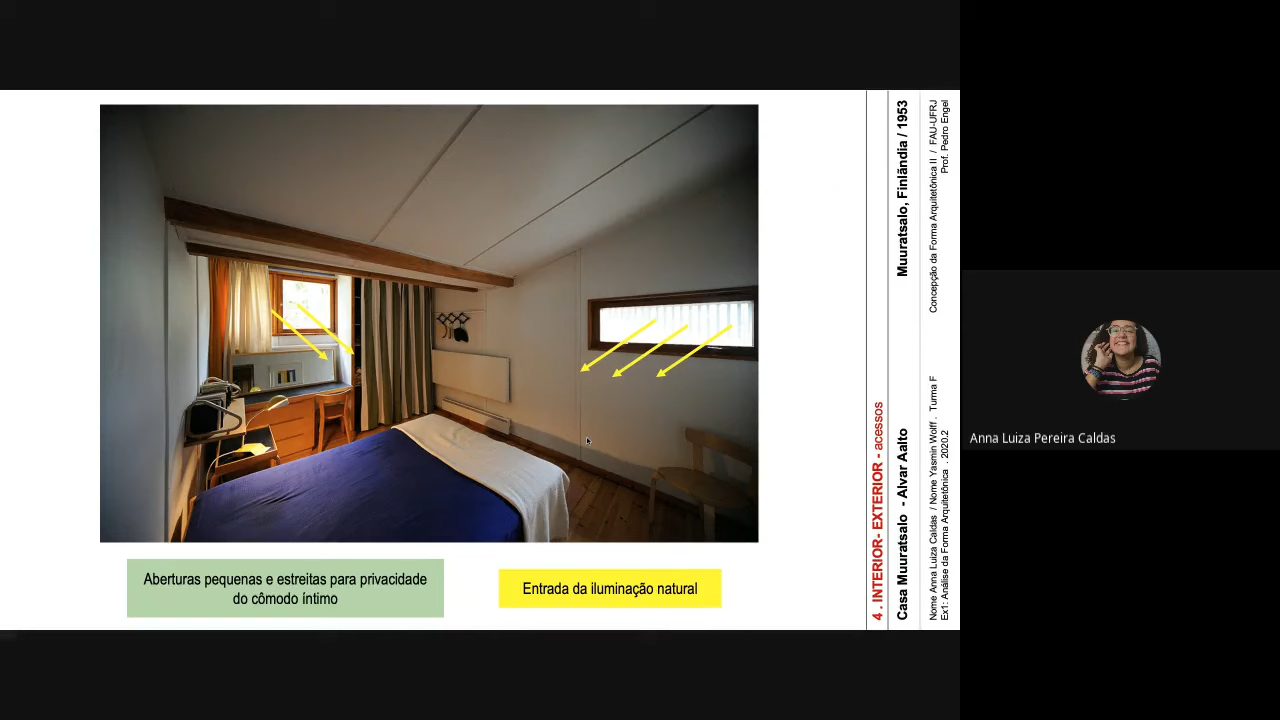 Aberturas pequenas e estreitas para privacidade
do cômodo íntimo
Entrada da iluminação natural
4 . INTERIOR- EXTERIOR - acessos
Casa Muuratsalo - Alvar Aalto
Muuratsalo, Finlândia / 1953
Nome Anna Luiza Caldas / Nome Yasmin Wolff . Turma F
Ex1: Análise da Forma Arquitetônica . 2020.2
Concepção da Forma Arquitetônica II / FAU-UFRJ
Prof. Pedro Engel
Anna Luiza Pereira Caldas